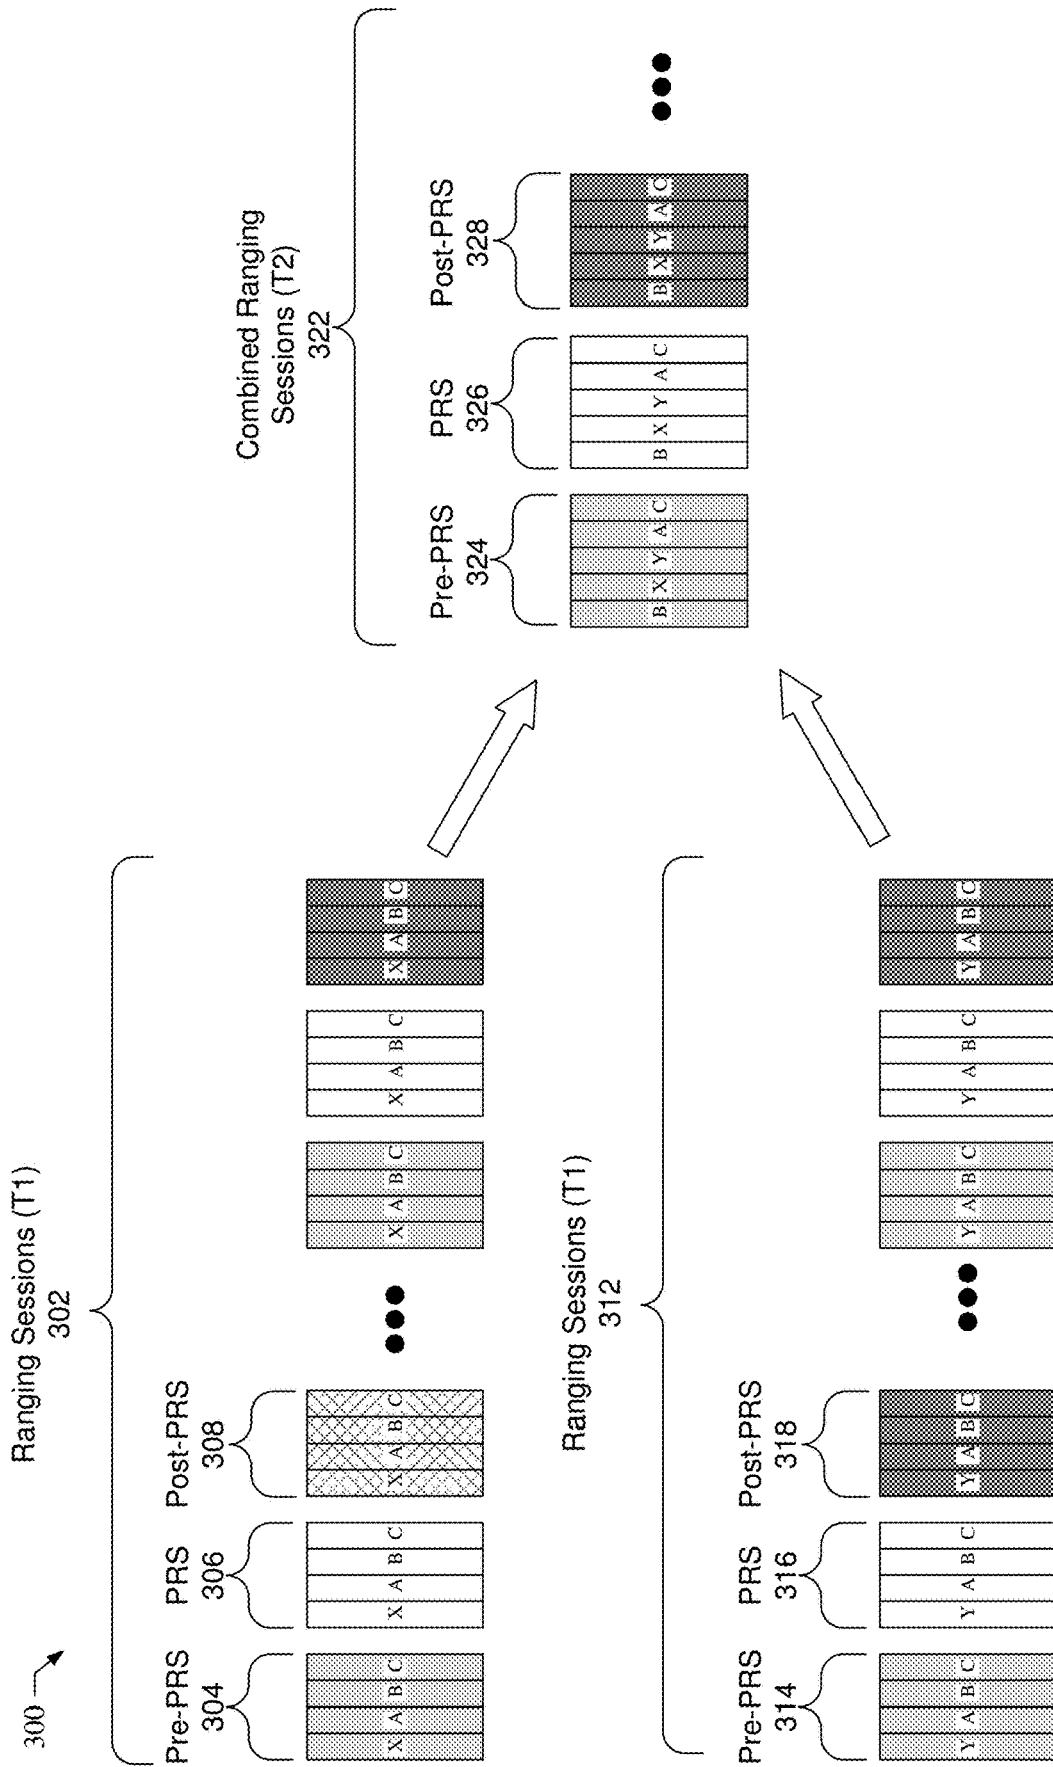 300
Ranging Sessions (T1)
302
Pre-PRS
304
PRS
306
Post-PRS
308
X A B C
X A B C
X A B C
X A B C
X A B C
X A B C
Ranging Sessions (T1)
312
Pre-PRS
314
PRS
316
Post-PRS
318
Y A B C
Y A B C
Y A B C
Y A B C
Y A B C
Y A B C
Combined Ranging
Sessions (T2)
322
Pre-PRS
324
PRS
326
Post-PRS
328
B X Y A C
B X Y A C
B X Y A C